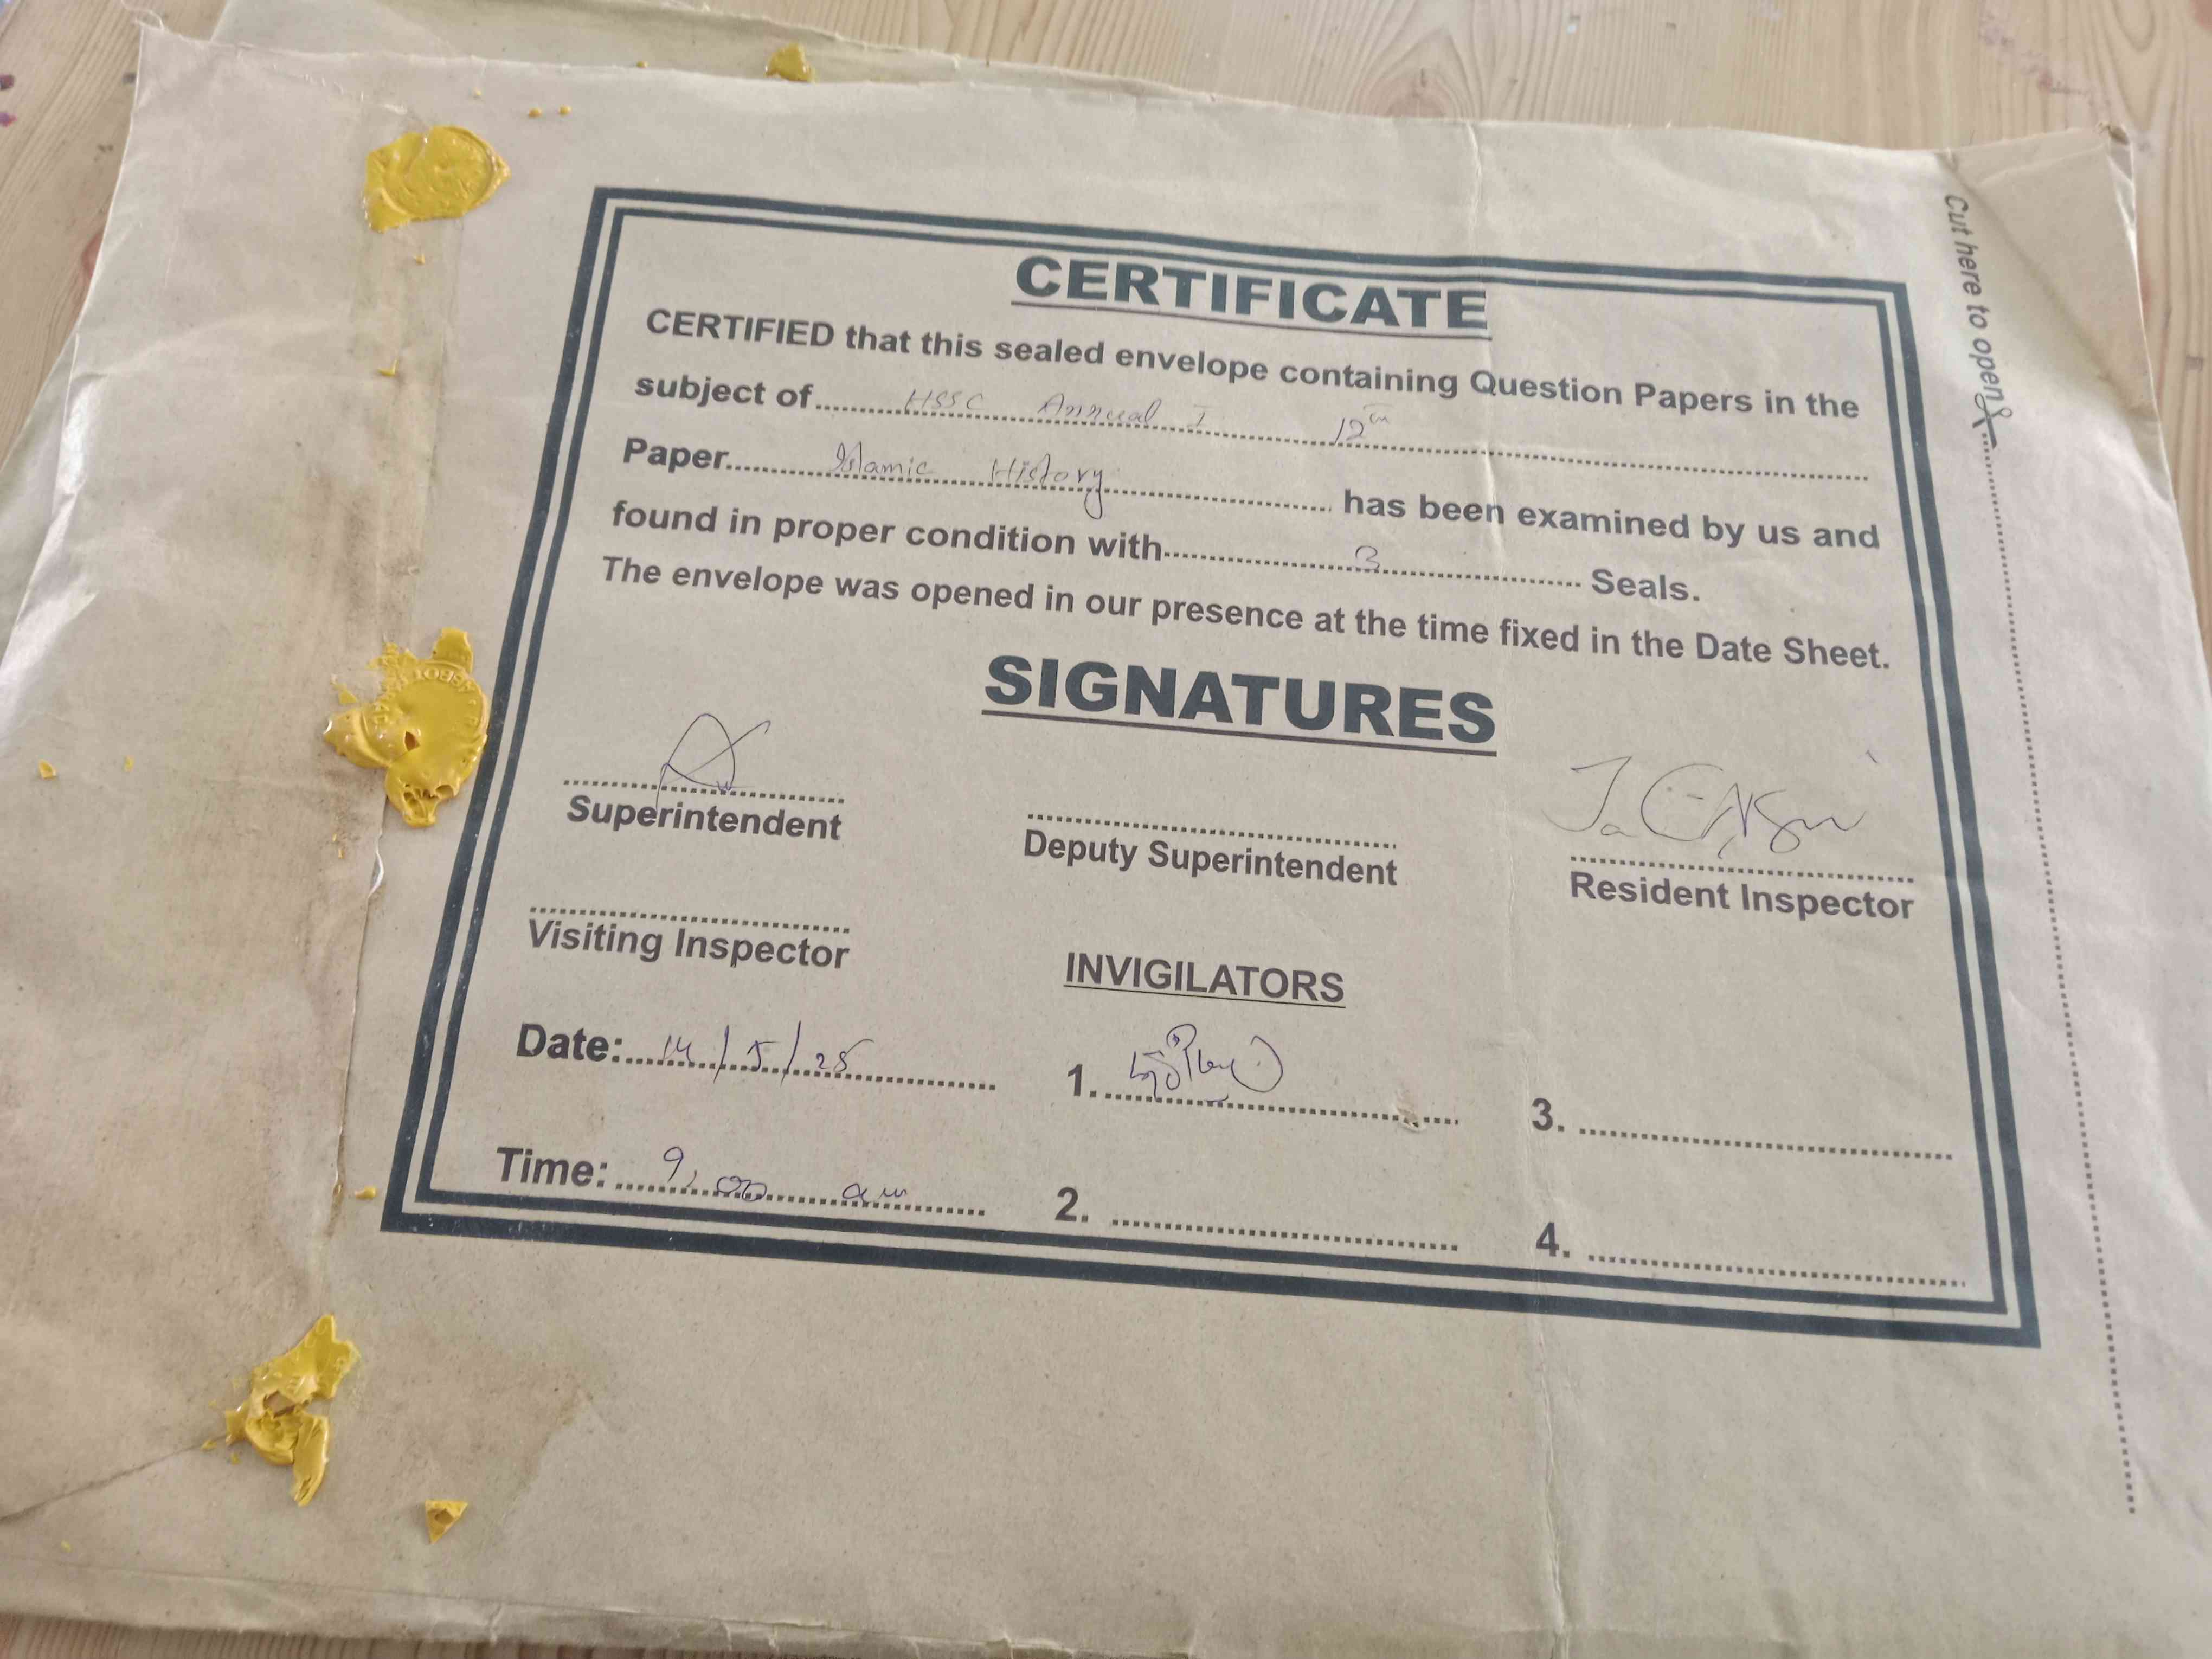 CERTIFICATE
CERTIFIED that this sealed envelope containing Question Papers in the
subject of HSSC Annual I 12th
Paper Islamic History has been examined by us and
found in proper condition with 3 Seals.
The envelope was opened in our presence at the time fixed in the Date Sheet.
SIGNATURES
Superintendent
Deputy Superintendent
Resident Inspector
Visiting Inspector
INVIGILATORS
Date: 14/5/25
1.
3.
Time: 9:00 am
2.
4.
Cut here to open